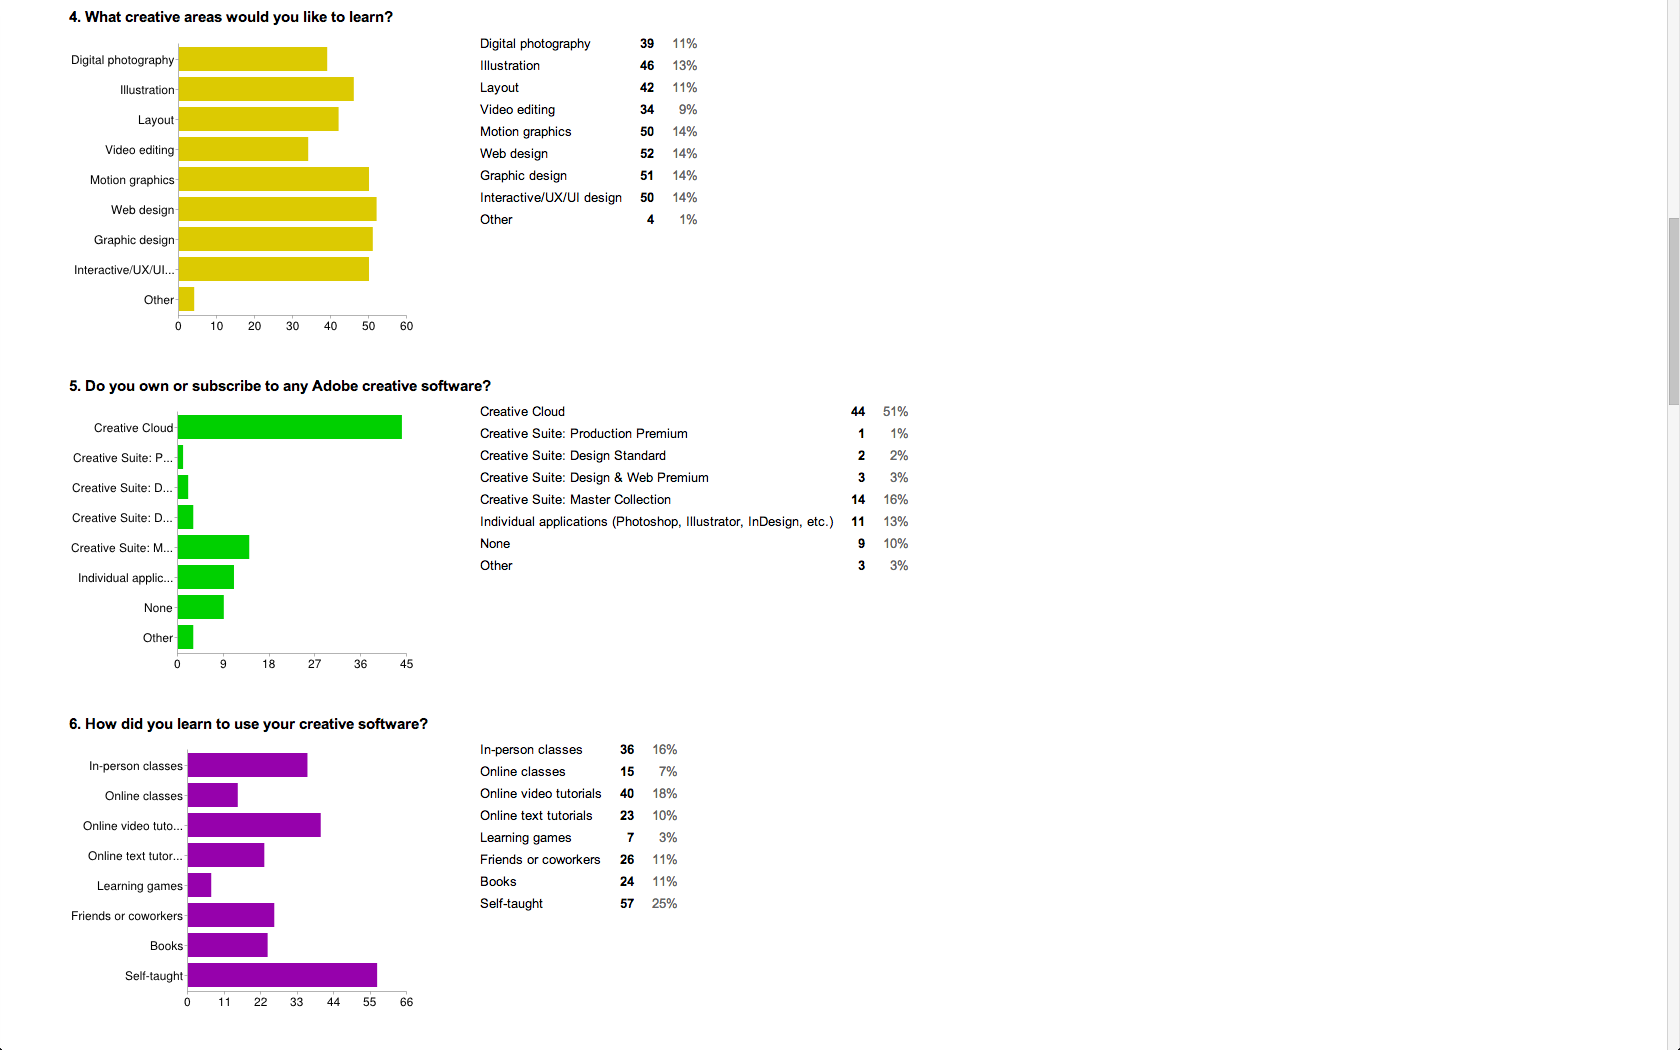 4. What creative areas would you like to learn?
Digital photography
Illustration
Layout
Video editing
Motion graphics
Web design
Graphic design
Interactive/UX/UI...
Other
0 10 20 30 40 50 60
Digital photography 39 11%
Illustration 46 13%
Layout 42 11%
Video editing 34 9%
Motion graphics 50 14%
Web design 52 14%
Graphic design 51 14%
Interactive/UX/UI design 50 14%
Other 4 1%
5. Do you own or subscribe to any Adobe creative software?
Creative Cloud
Creative Suite: P...
Creative Suite: D...
Creative Suite: D...
Creative Suite: M...
Individual applic...
None
Other
0 9 18 27 36 45
Creative Cloud 44 51%
Creative Suite: Production Premium 1 1%
Creative Suite: Design Standard 2 2%
Creative Suite: Design & Web Premium 3 3%
Creative Suite: Master Collection 14 16%
Individual applications (Photoshop, Illustrator, InDesign, etc.) 11 13%
None 9 10%
Other 3 3%
6. How did you learn to use your creative software?
In-person classes
Online classes
Online video tuto...
Online text tutor...
Learning games
Friends or coworkers
Books
Self-taught
0 11 22 33 44 55 66
In-person classes 36 16%
Online classes 15 7%
Online video tutorials 40 18%
Online text tutorials 23 10%
Learning games 7 3%
Friends or coworkers 26 11%
Books 24 11%
Self-taught 57 25%